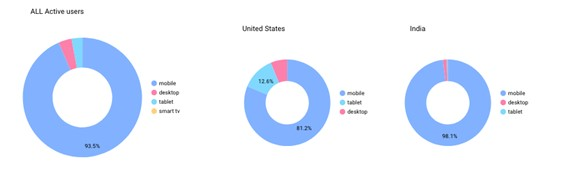 ALL Active users
mobile
desktop
tablet
smart tv
93.5%
United States
mobile
tablet
desktop
12.6%
81.2%
India
mobile
desktop
tablet
98.1%